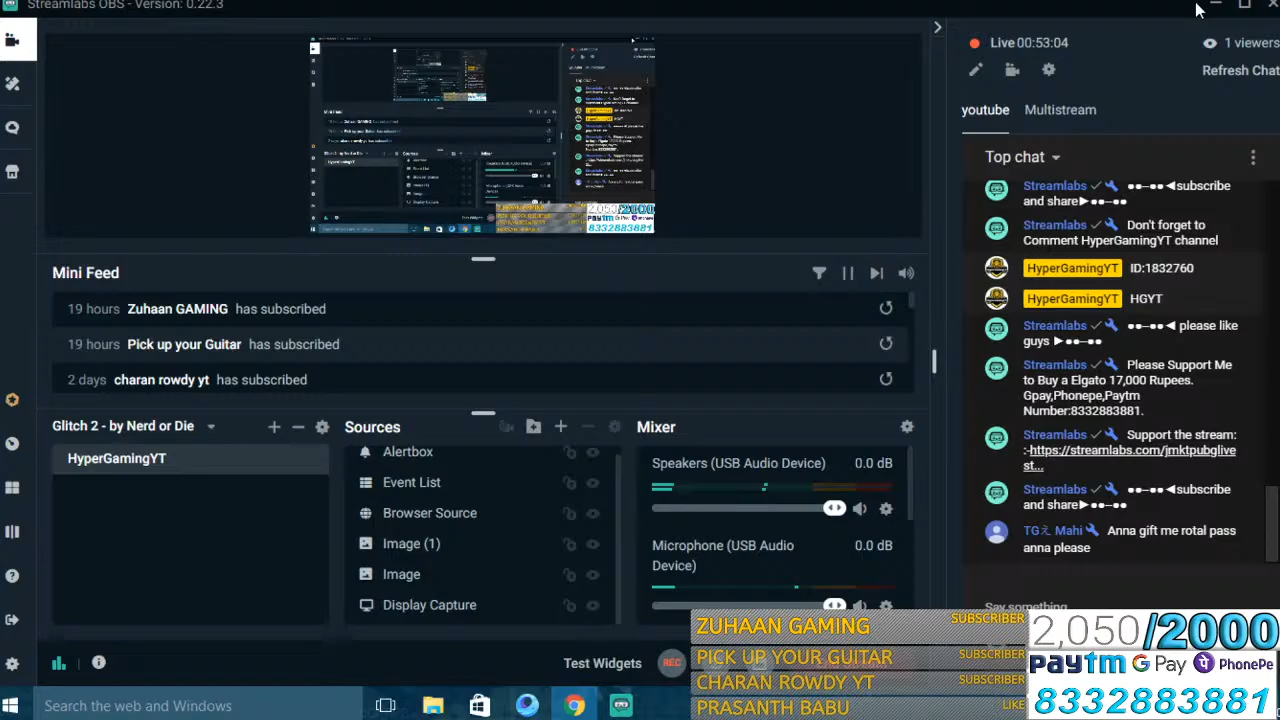 Streamlabs OBS - Version: 0.22.3
Live 00:53:04
1 viewers
Refresh Chat
youtube
Multistream
Top chat
Streamlabs ●●--●●◀subscribe
●●--●●
Streamlabs Don't forget to
comment HyperGamingYT channel
HyperGamingYT ID:1832760
HyperGamingYT HGYT
Streamlabs ●●--●●◀ please like
guys ▶●●--●●
Streamlabs Please Support Me
to Buy a Elgato 17,000 Rupees.
Gpay,Phonepe,Paytm
Number:8332883881.
Streamlabs Support the stream:
:-https://streamlabs.com/jmktpubglive
st...
Streamlabs ●●--●●◀subscribe
and share▶●●--●●
TGえ Mahi Anna gift me rotal pass
anna please
Say something
Mini Feed
19 hours Zuhaan GAMING has subscribed
19 hours Pick up your Guitar has subscribed
2 days charan rowdy yt has subscribed
Glitch 2 - by Nerd or Die
HyperGamingYT
Sources
Alertbox
Event List
Browser Source
Image (1)
Image
Display Capture
Mixer
Speakers (USB Audio Device) 0.0 dB
Microphone (USB Audio
Device) 0.0 dB
Test Widgets
REC
ZUHAAN GAMING SUBSCRIBER
PICK UP YOUR GUITAR SUBSCRIBER
CHARAN ROWDY YT SUBSCRIBER
PRASANTH BABU LIKE
2,050/2000
paytm G Pay PhonePe
8332883881
Search the web and Windows